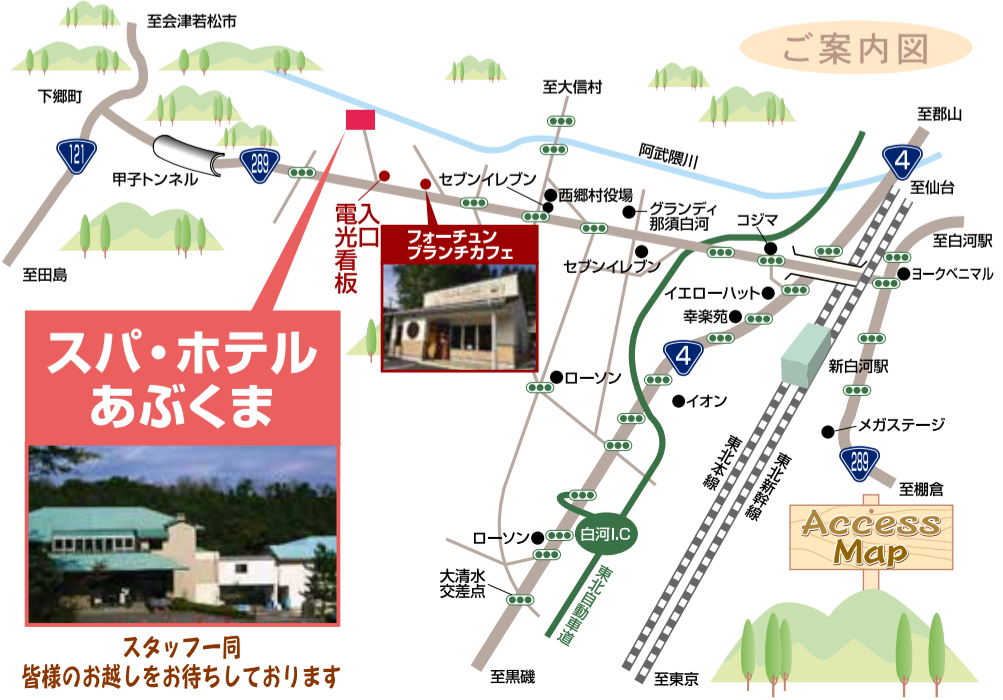 ご案内図
至会津若松市
下郷町
121
甲子トンネル
289
至田島
至大信村
阿武隈川
至郡山
4
至仙台
至白河駅
セブンイレブン
西郷村役場
グランディ
那須白河
コジマ
セブンイレブン
ヨークベニマル
イエローハット
幸楽苑
入口
電光看板
フォーチュン
ブランチカフェ
スパ・ホテル
あぶくま
4
新白河駅
ローソン
イオン
メガステージ
289
至棚倉
東北本線
東北新幹線
白河I.C
ローソン
大清水
交差点
東北自動車道
至黒磯
至東京
Access
Map
スタッフ一同
皆様のお越しをお待ちしております